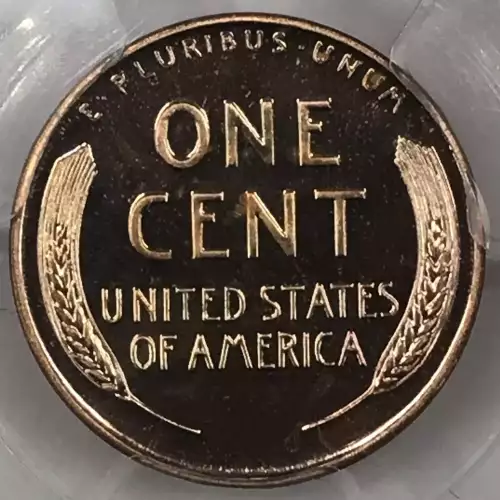 E·PLURIBUS·UNUM
ONE
CENT
UNITED STATES
OF AMERICA